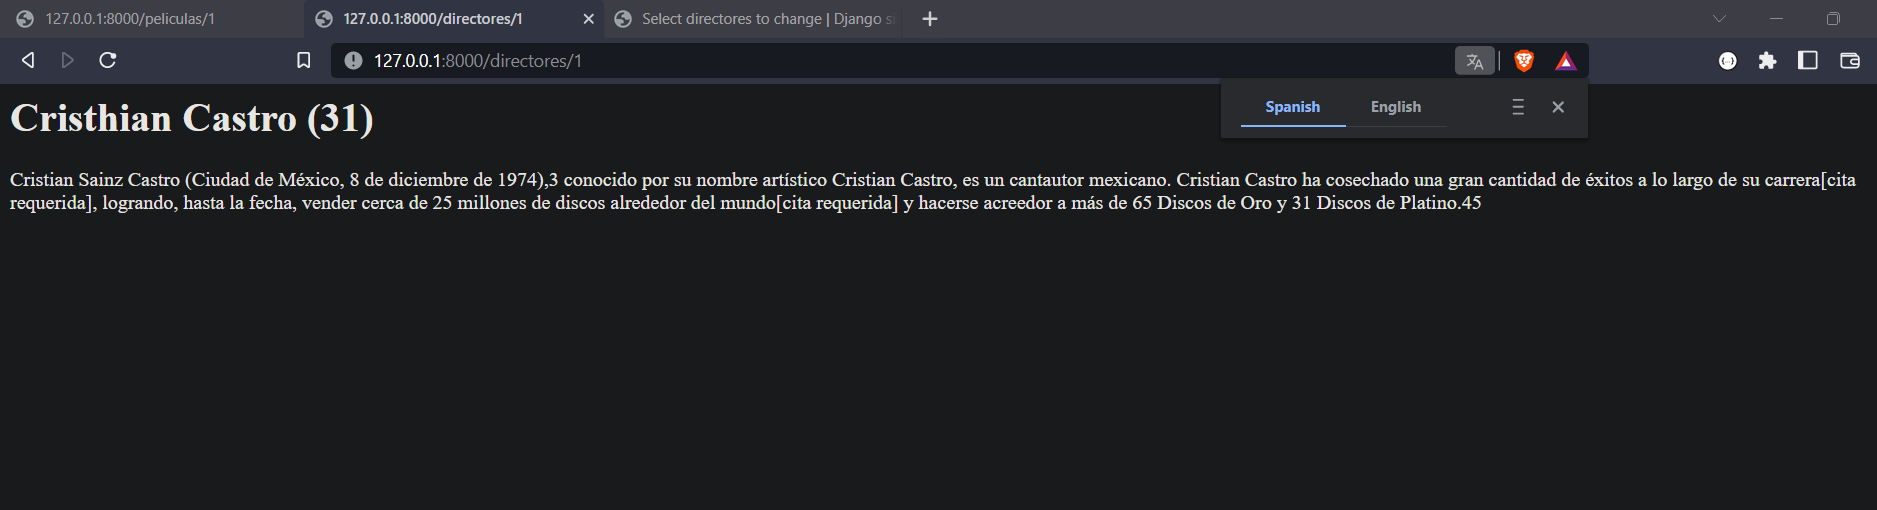 127.0.0.1:8000/peliculas/1
127.0.0.1:8000/directores/1
Select directores to change | Django s
127.0.0.1:8000/directores/1
Spanish
English
Cristhian Castro (31)
Cristian Sainz Castro (Ciudad de México, 8 de diciembre de 1974),3 conocido por su nombre artístico Cristian Castro, es un cantautor mexicano. Cristian Castro ha cosechado una gran cantidad de éxitos a lo largo de su carrera[cita
requerida], logrando, hasta la fecha, vender cerca de 25 millones de discos alrededor del mundo[cita requerida] y hacerse acreedor a más de 65 Discos de Oro y 31 Discos de Platino.45